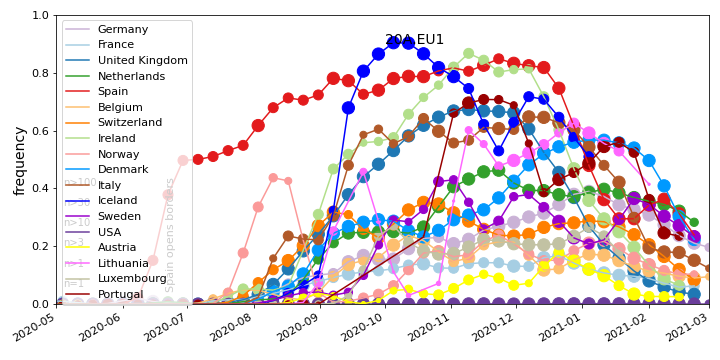 20A.EU1
1.0
0.8
0.6
0.4
0.2
0.0
frequency
Germany
France
United Kingdom
Netherlands
Spain
Belgium
Switzerland
Ireland
Norway
Denmark
Italy
Iceland
Sweden
USA
Austria
Lithuania
Luxembourg
Portugal
n>100
n>30
n>10
n>3
n>1
n=1
Spain opens borders
2020-05
2020-06
2020-07
2020-08
2020-09
2020-10
2020-11
2020-12
2021-01
2021-02
2021-03